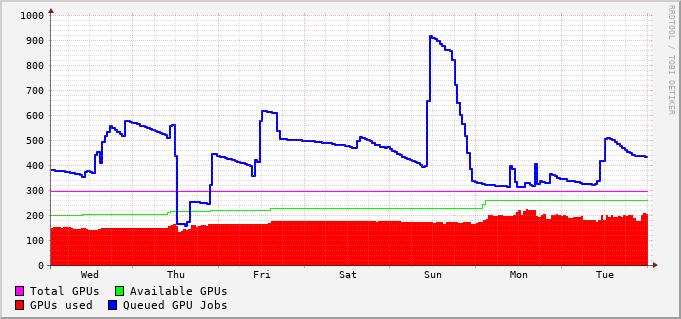 1000
900
800
700
600
500
400
300
200
100
0
Wed Thu Fri Sat Sun Mon Tue
Total GPUs Available GPUs
GPUs used Queued GPU Jobs
RRDTOOL / TOBI OETIKER